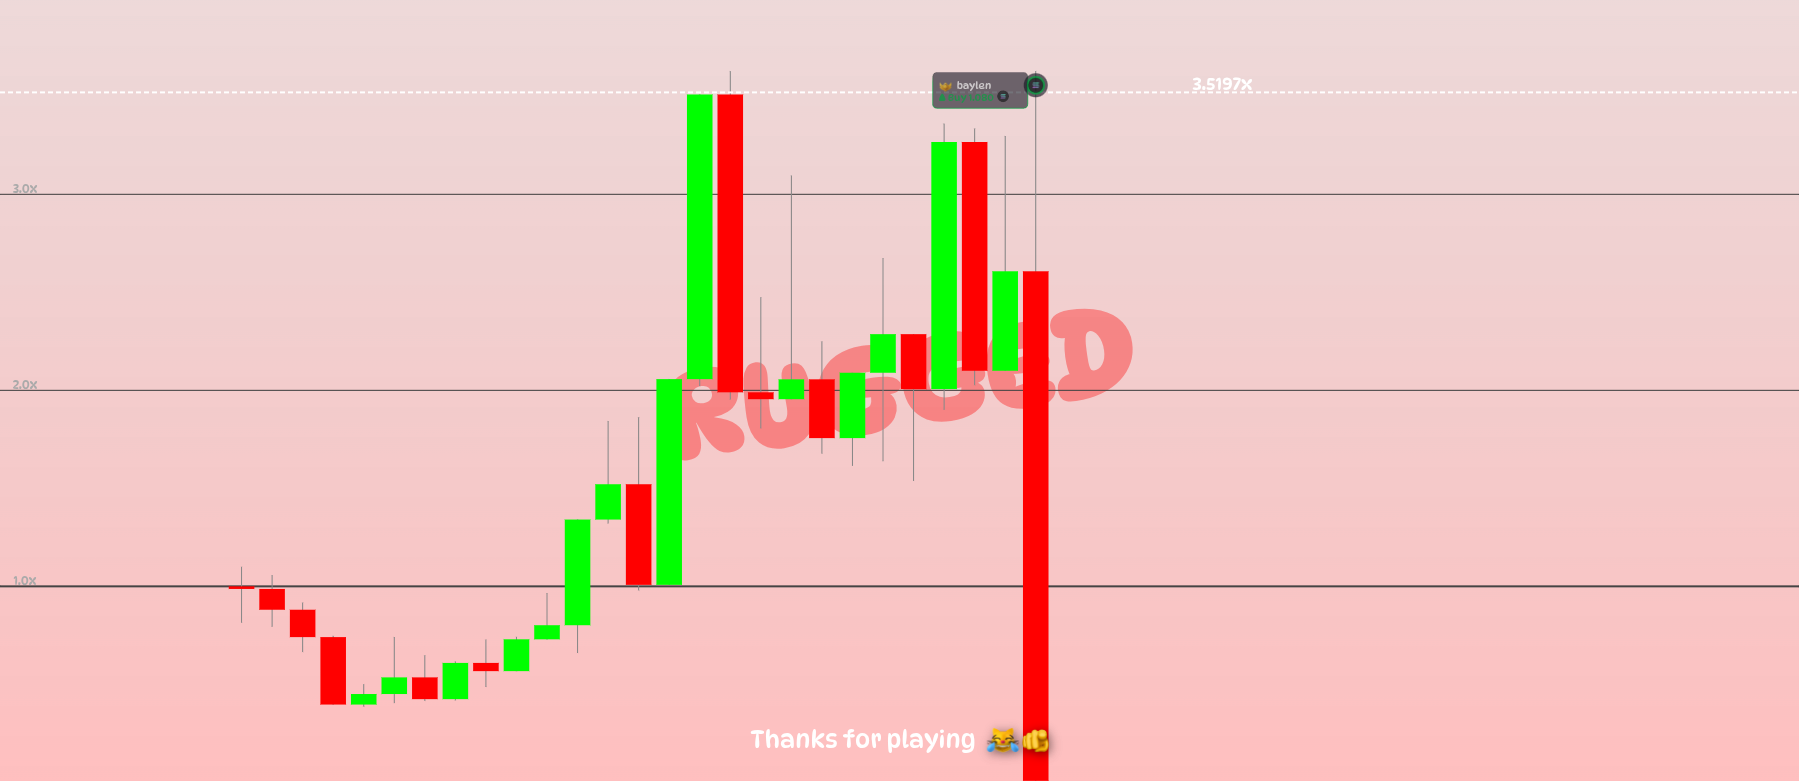 baylen
3.5197x
3.0x
RUGGED
2.0x
1.0x
Thanks for playing